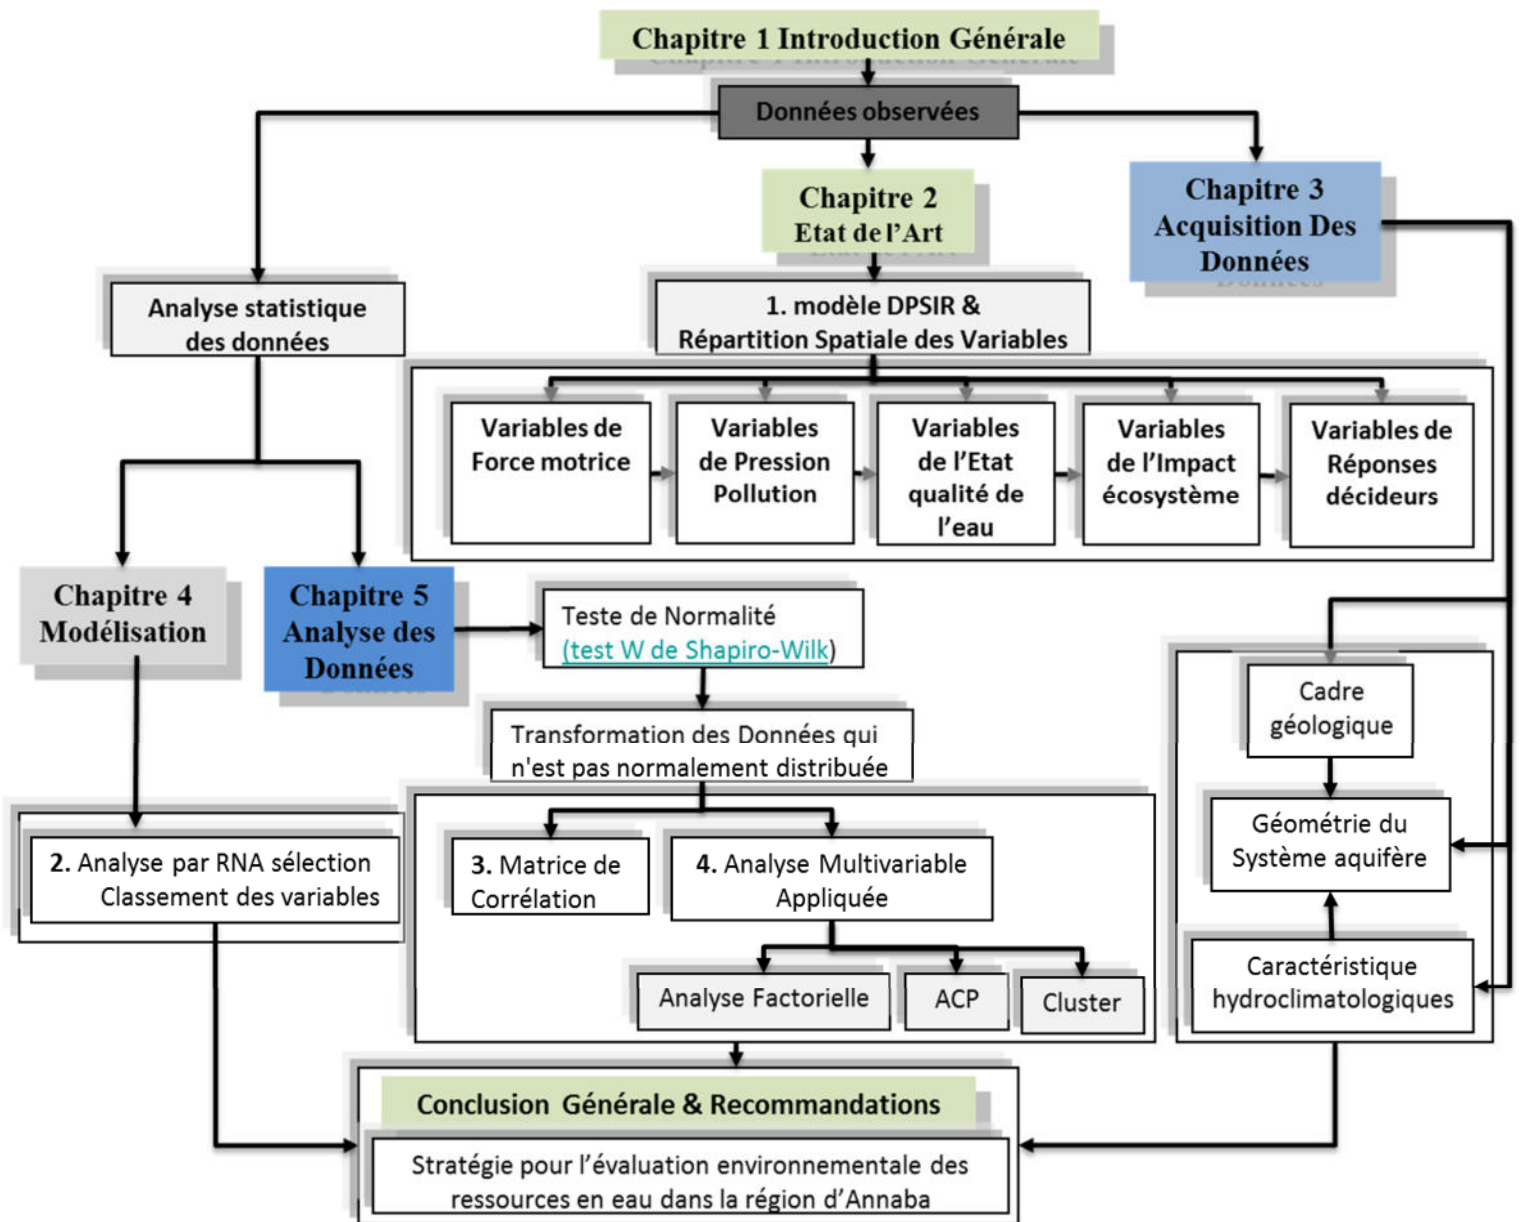 Chapitre 1 Introduction Générale
Données observées
Chapitre 2
Etat de l'Art
Chapitre 3
Acquisition Des
Données
Analyse statistique
des données
1. modèle DPSIR &
Répartition Spatiale des Variables
Variables de
Force motrice
Variables
de Pression
Pollution
Variables
de l'Etat
qualité de
l'eau
Variables
de l'Impact
écosystème
Variables de
Réponses
décideurs
Chapitre 4
Modélisation
Chapitre 5
Analyse des
Données
Teste de Normalité
(test W de Shapiro-Wilk)
Transformation des Données qui
n'est pas normalement distribuée
Cadre
géologique
Géométrie du
Système aquifère
Caractéristique
hydroclimatologiques
2. Analyse par RNA sélection
Classement des variables
3. Matrice de
Corrélation
4. Analyse Multivariable
Appliquée
Analyse Factorielle
ACP
Cluster
Conclusion Générale & Recommandations
Stratégie pour l'évaluation environnementale des
ressources en eau dans la région d'Annaba